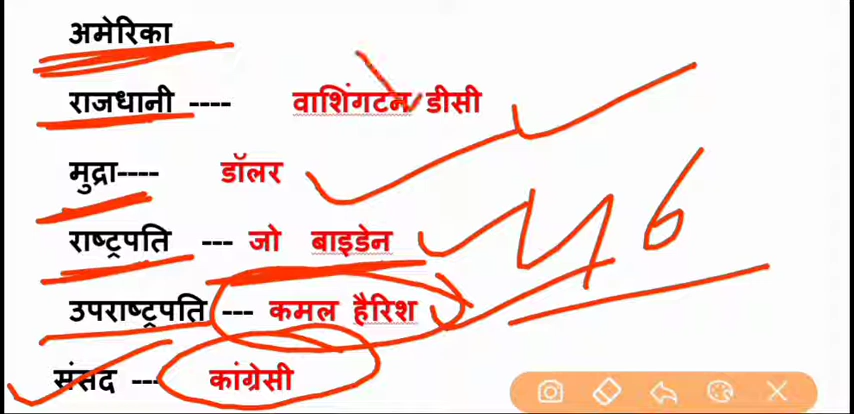 अमेरिका
राजधानी ---- वाशिंगटन डीसी
मुद्रा---- डॉलर
राष्ट्रपति --- जो बाइडेन
46
उपराष्ट्रपति --- कमल हैरिश
संसद --- कांग्रेसी